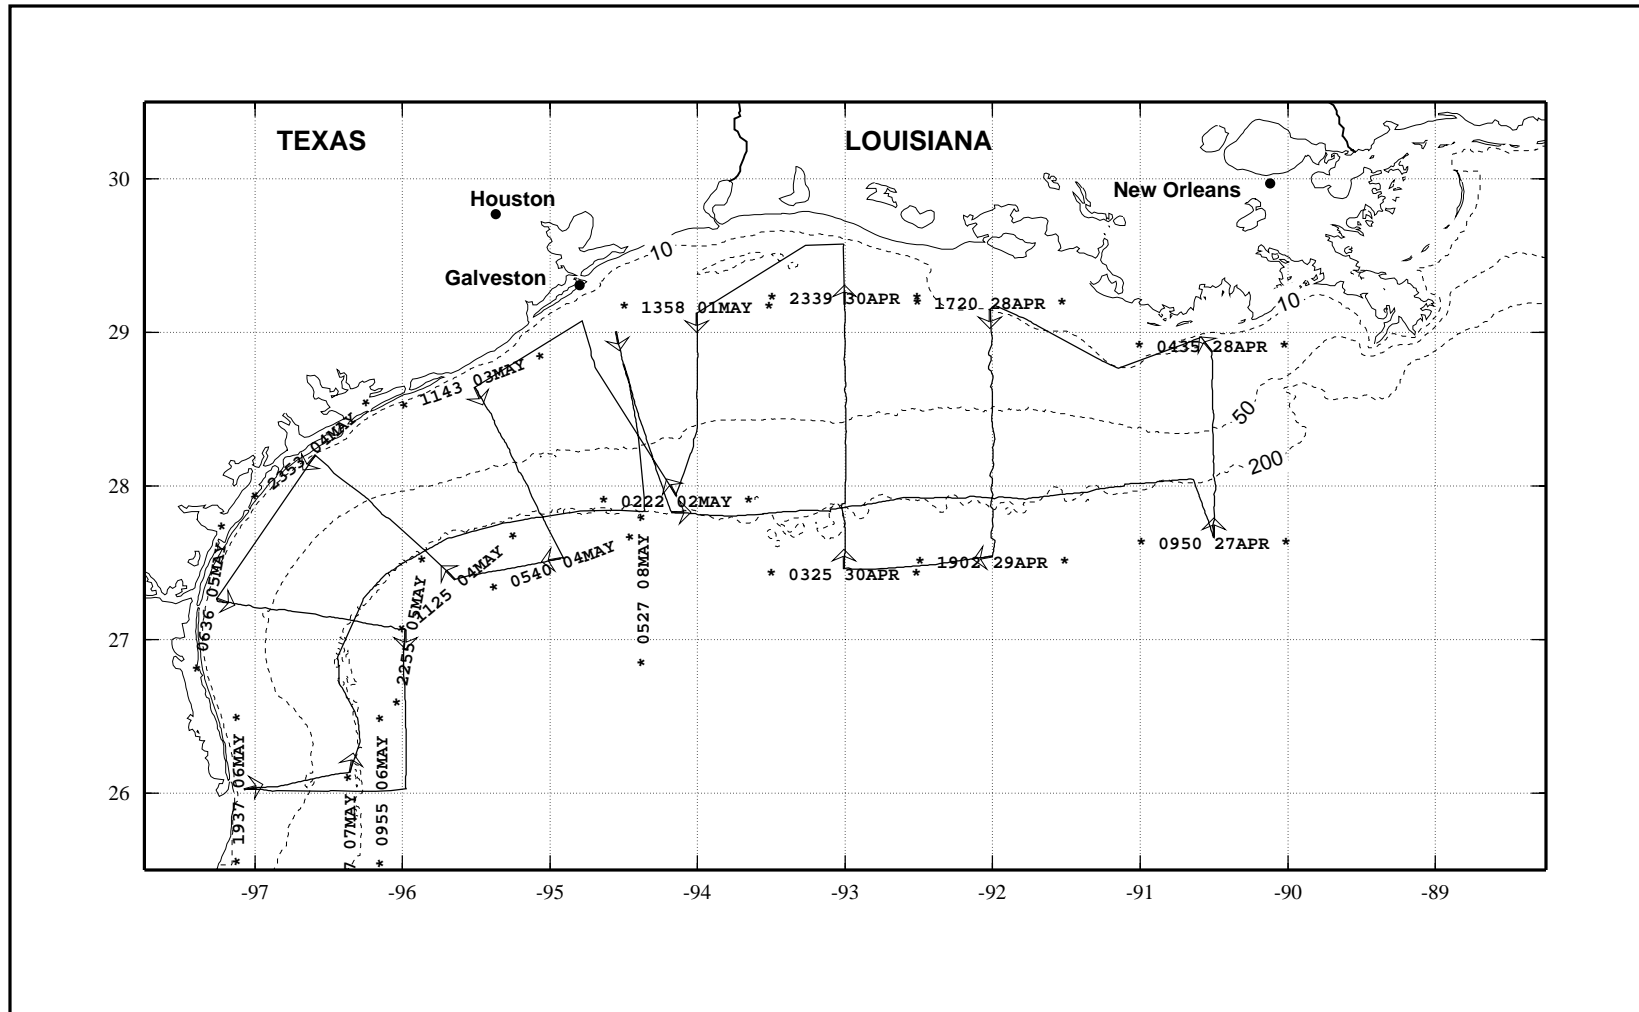 TEXAS
LOUISIANA
30
Houston
New Orleans
Galveston
10
* 1358 01MAY *
* 2339 30APR *
* 1720 28APR *
10
29
* 0435 28APR *
* 1143 03MAY *
50
* 2353 04MAY *
200
28
* 0222 02MAY *
* 0950 27APR *
* 0636 05MAY *
* 2255 05MAY *
* 1125 04MAY *
* 0540 04MAY *
* 0527 08MAY *
* 0325 30APR *
* 1902 29APR *
27
* 1937 06MAY *
7 07MAY *
* 0955 06MAY *
26
-97 -96 -95 -94 -93 -92 -91 -90 -89